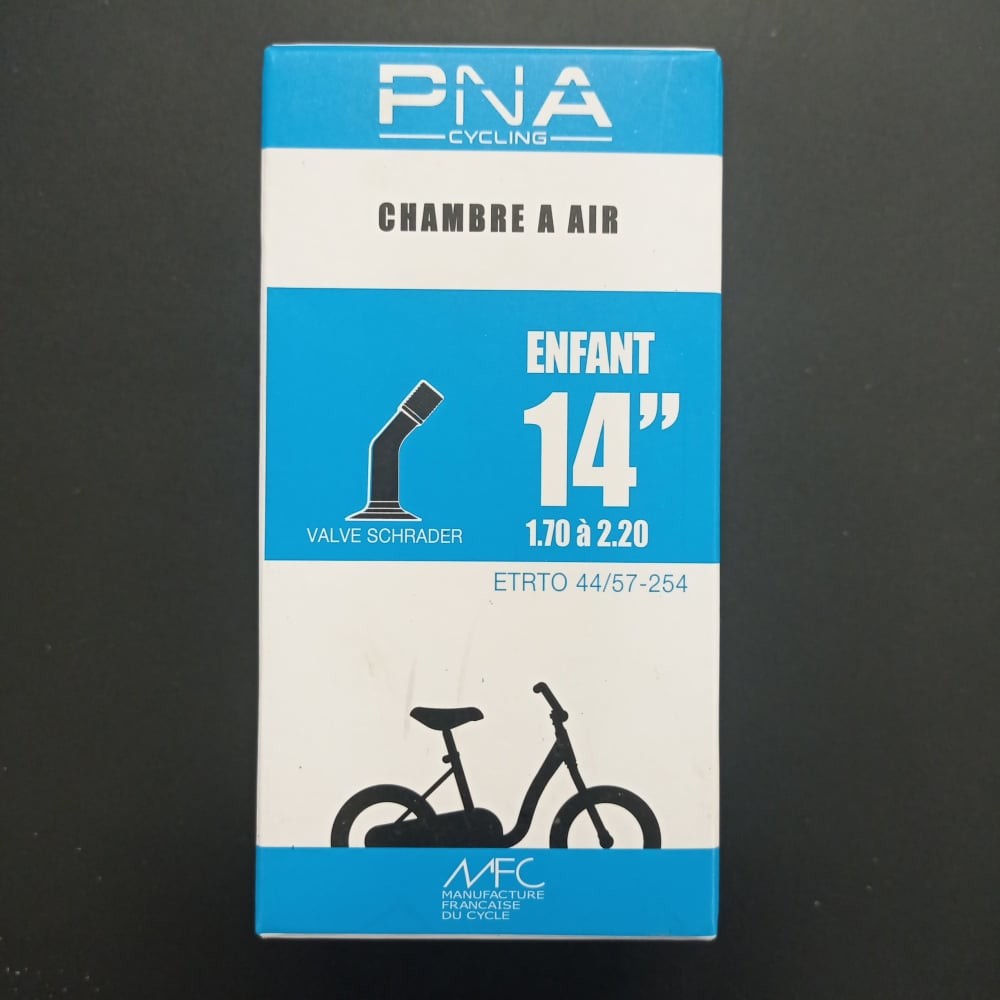 PNA
CYCLING
CHAMBRE A AIR
ENFANT
14”
1.70 à 2.20
VALVE SCHRADER
ETRTO 44/57-254
MFC
MANUFACTURE
FRANCAISE
DU CYCLE